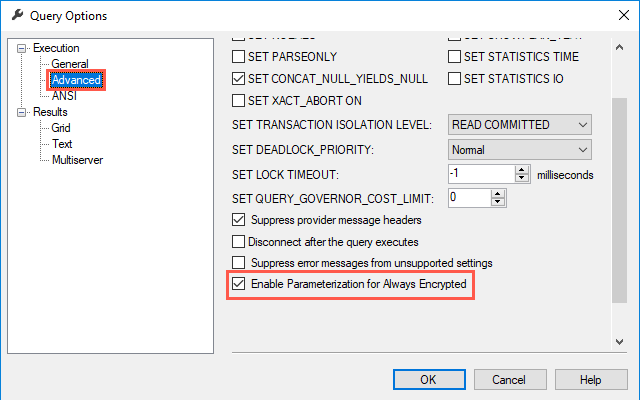 Query Options
Execution
General
Advanced
ANSI
Results
Grid
Text
Multiserver
SET PARSEONLY
SET STATISTICS TIME
SET CONCAT_NULL_YIELDS_NULL
SET STATISTICS IO
SET XACT_ABORT ON
SET TRANSACTION ISOLATION LEVEL: READ COMMITTED
SET DEADLOCK_PRIORITY: Normal
SET LOCK TIMEOUT: -1 milliseconds
SET QUERY_GOVERNOR_COST_LIMIT: 0
Suppress provider message headers
Disconnect after the query executes
Suppress error messages from unsupported settings
Enable Parameterization for Always Encrypted
OK Cancel Help